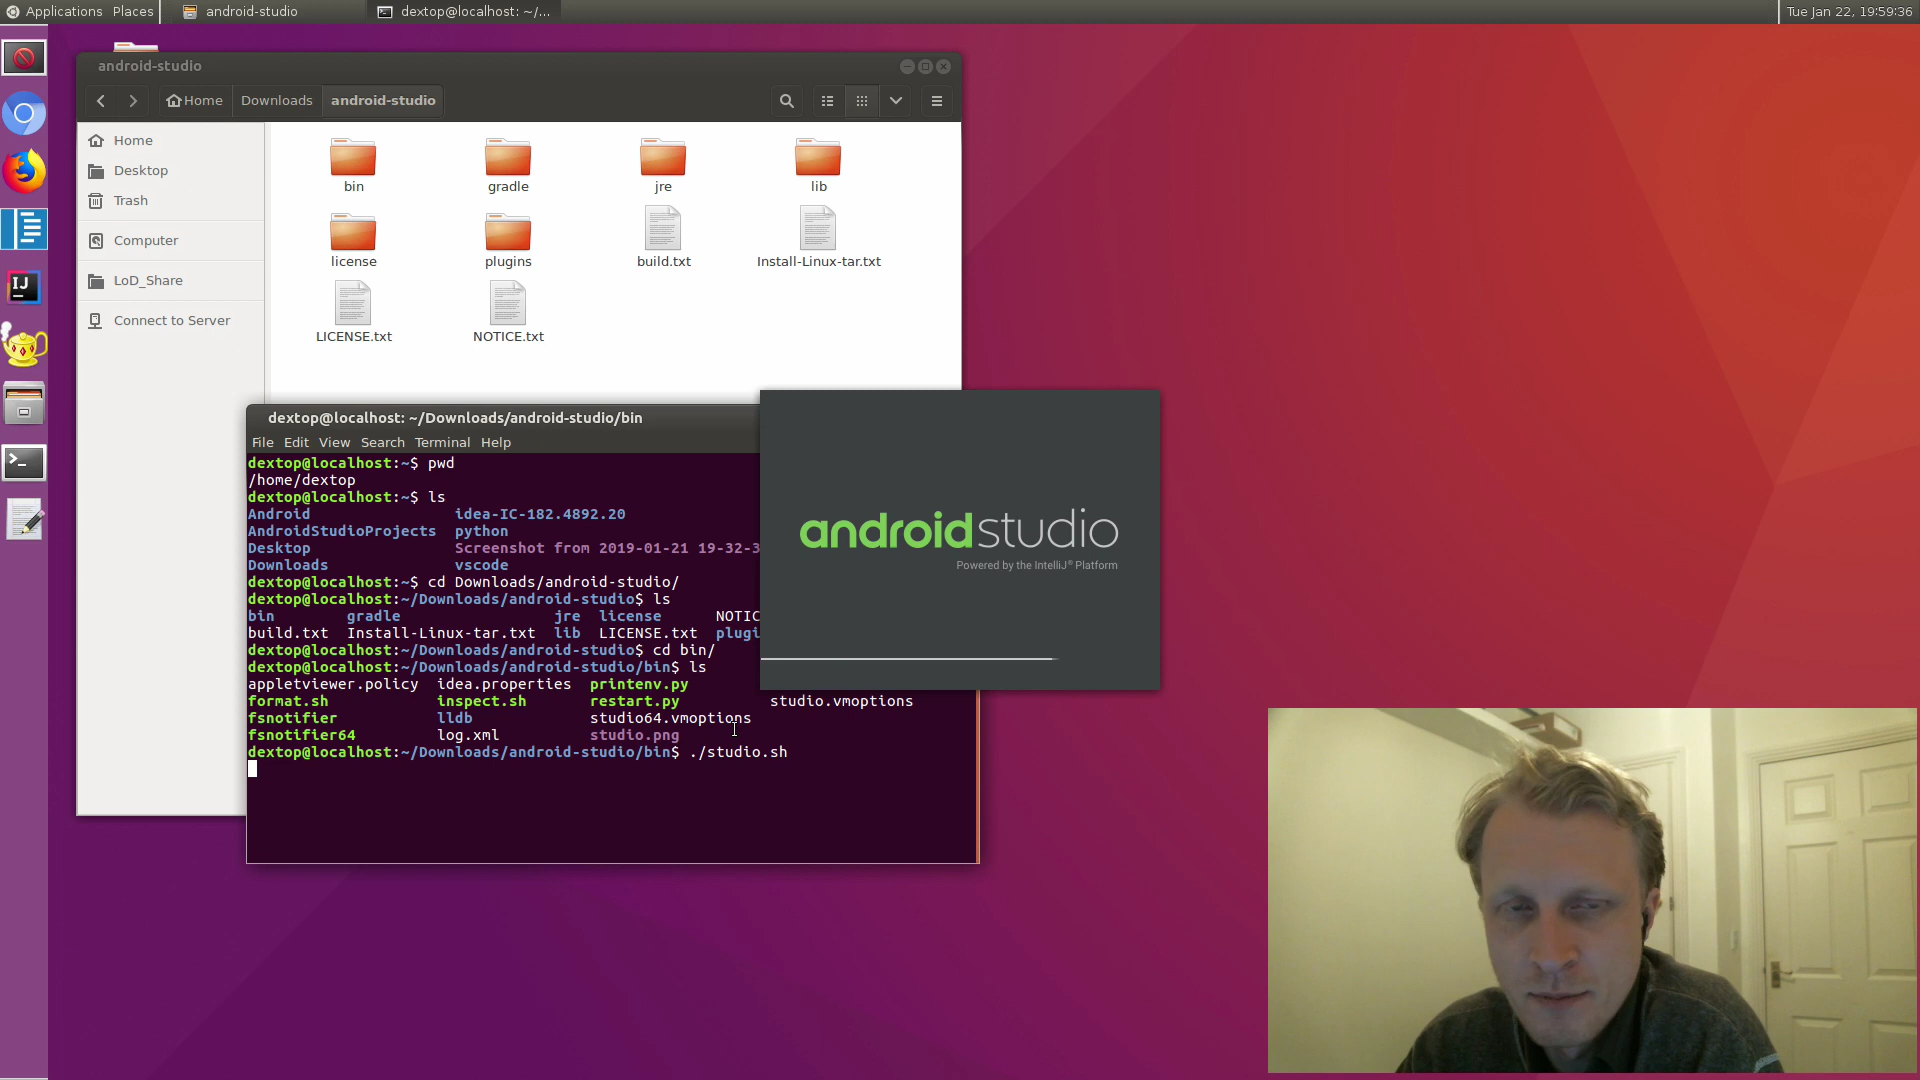 Applications Places android-studio dextop@localhost: ~/... Tue Jan 22, 19:59:36
android-studio
Home Downloads android-studio
Home
Desktop
Trash
Computer
LoD_Share
Connect to Server
bin gradle jre lib
license plugins build.txt Install-Linux-tar.txt
LICENSE.txt NOTICE.txt
IJ
dextop@localhost: ~/Downloads/android-studio/bin
File Edit View Search Terminal Help
dextop@localhost:~$ pwd
/home/dextop
dextop@localhost:~$ ls
Android idea-IC-182.4892.20
AndroidStudioProjects python
Desktop Screenshot from 2019-01-21 19-32-3
Downloads vscode
dextop@localhost:~$ cd Downloads/android-studio/
dextop@localhost:~/Downloads/android-studio$ ls
bin gradle jre license NOTIC
build.txt Install-Linux-tar.txt lib LICENSE.txt plugi
dextop@localhost:~/Downloads/android-studio$ cd bin/
dextop@localhost:~/Downloads/android-studio/bin$ ls
appletviewer.policy idea.properties printenv.py
format.sh inspect.sh restart.py studio.vmoptions
fsnotifier lldb studio64.vmoptions
fsnotifier64 log.xml studio.png
dextop@localhost:~/Downloads/android-studio/bin$ ./studio.sh
androidstudio
Powered by the IntelliJ® Platform